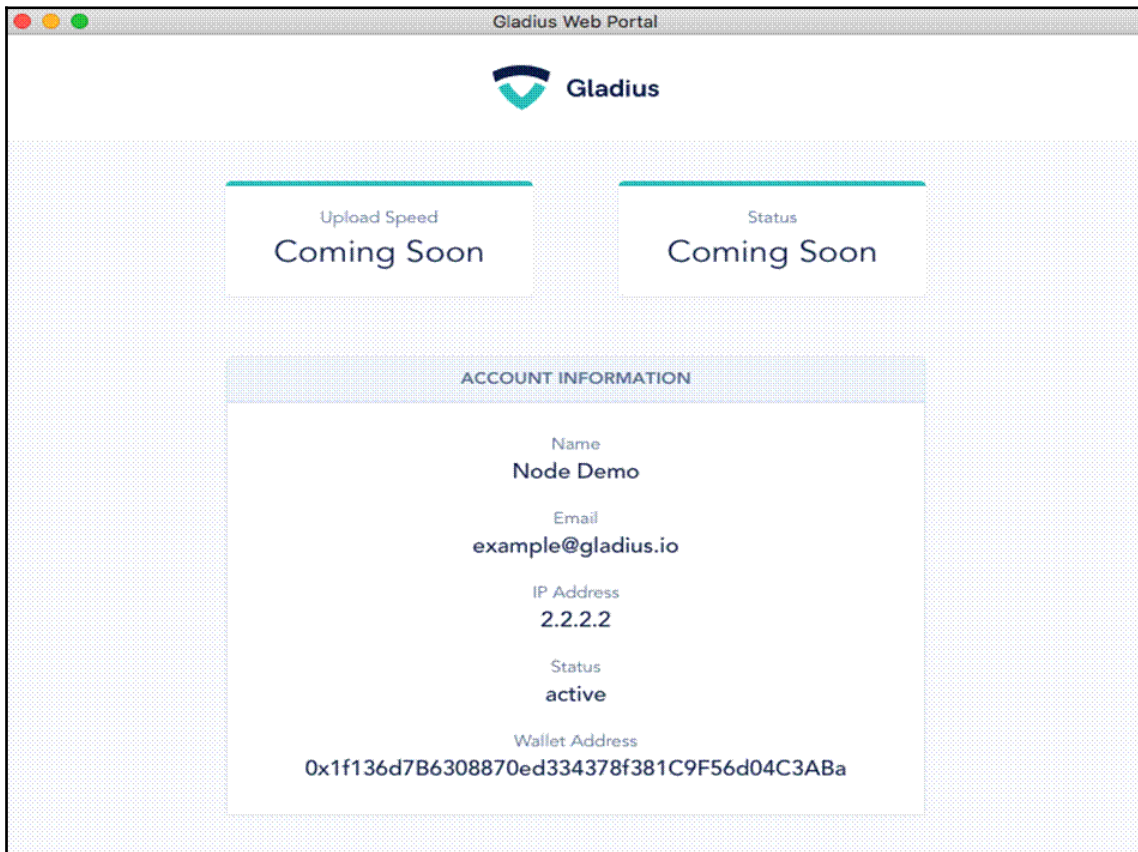 Gladius Web Portal
Gladius
Upload Speed
Coming Soon
Status
Coming Soon
ACCOUNT INFORMATION
Name
Node Demo
Email
example@gladius.io
IP Address
2.2.2.2
Status
active
Wallet Address
0x1f136d7B6308870ed334378f381C9F56d04C3ABa